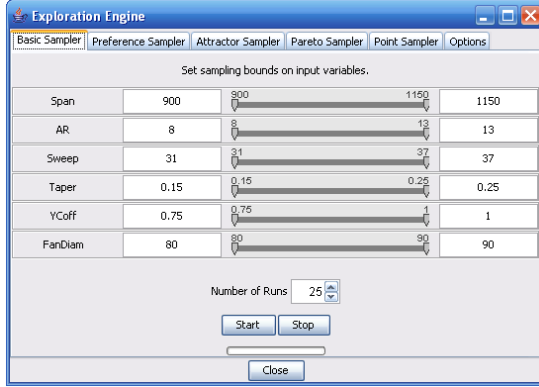 Exploration Engine
Basic Sampler Preference Sampler Attractor Sampler Pareto Sampler Point Sampler Options
Set sampling bounds on input variables.
Span 900 900 1150 1150
AR 8 8 13 13
Sweep 31 31 37 37
Taper 0.15 0.15 0.25 0.25
YCoff 0.75 0.75 1 1
FanDiam 80 80 90 90
Number of Runs 25
Start Stop
Close